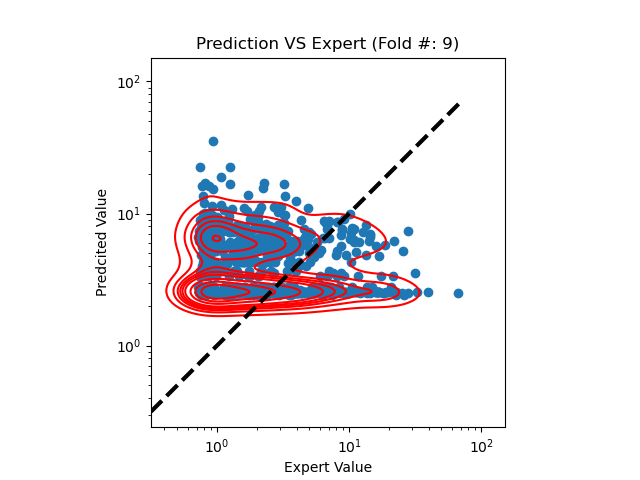 Prediction VS Expert (Fold #: 9)
10²
10¹
10⁰
Predcited Value
10⁰ 10¹ 10²
Expert Value